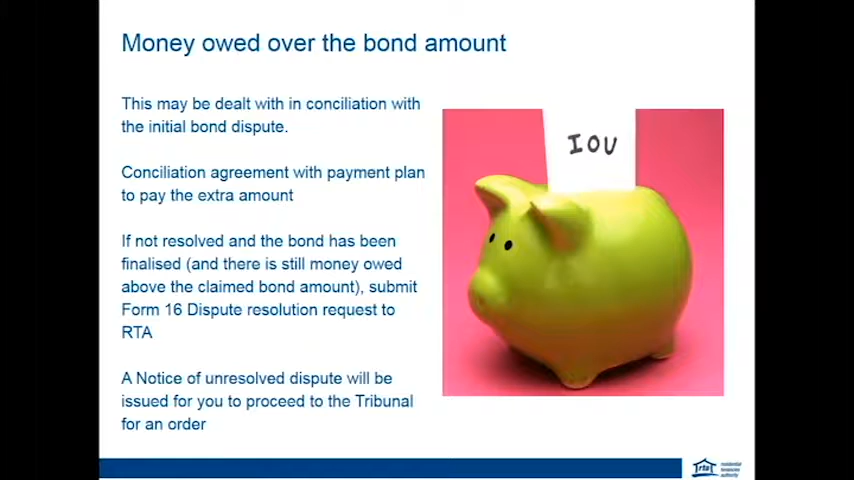 Money owed over the bond amount
This may be dealt with in conciliation with
the initial bond dispute.
Conciliation agreement with payment plan
to pay the extra amount
If not resolved and the bond has been
finalised (and there is still money owed
above the claimed bond amount), submit
Form 16 Dispute resolution request to
RTA
A Notice of unresolved dispute will be
issued for you to proceed to the Tribunal
for an order
IOU
rta
residential
tenancies
authority